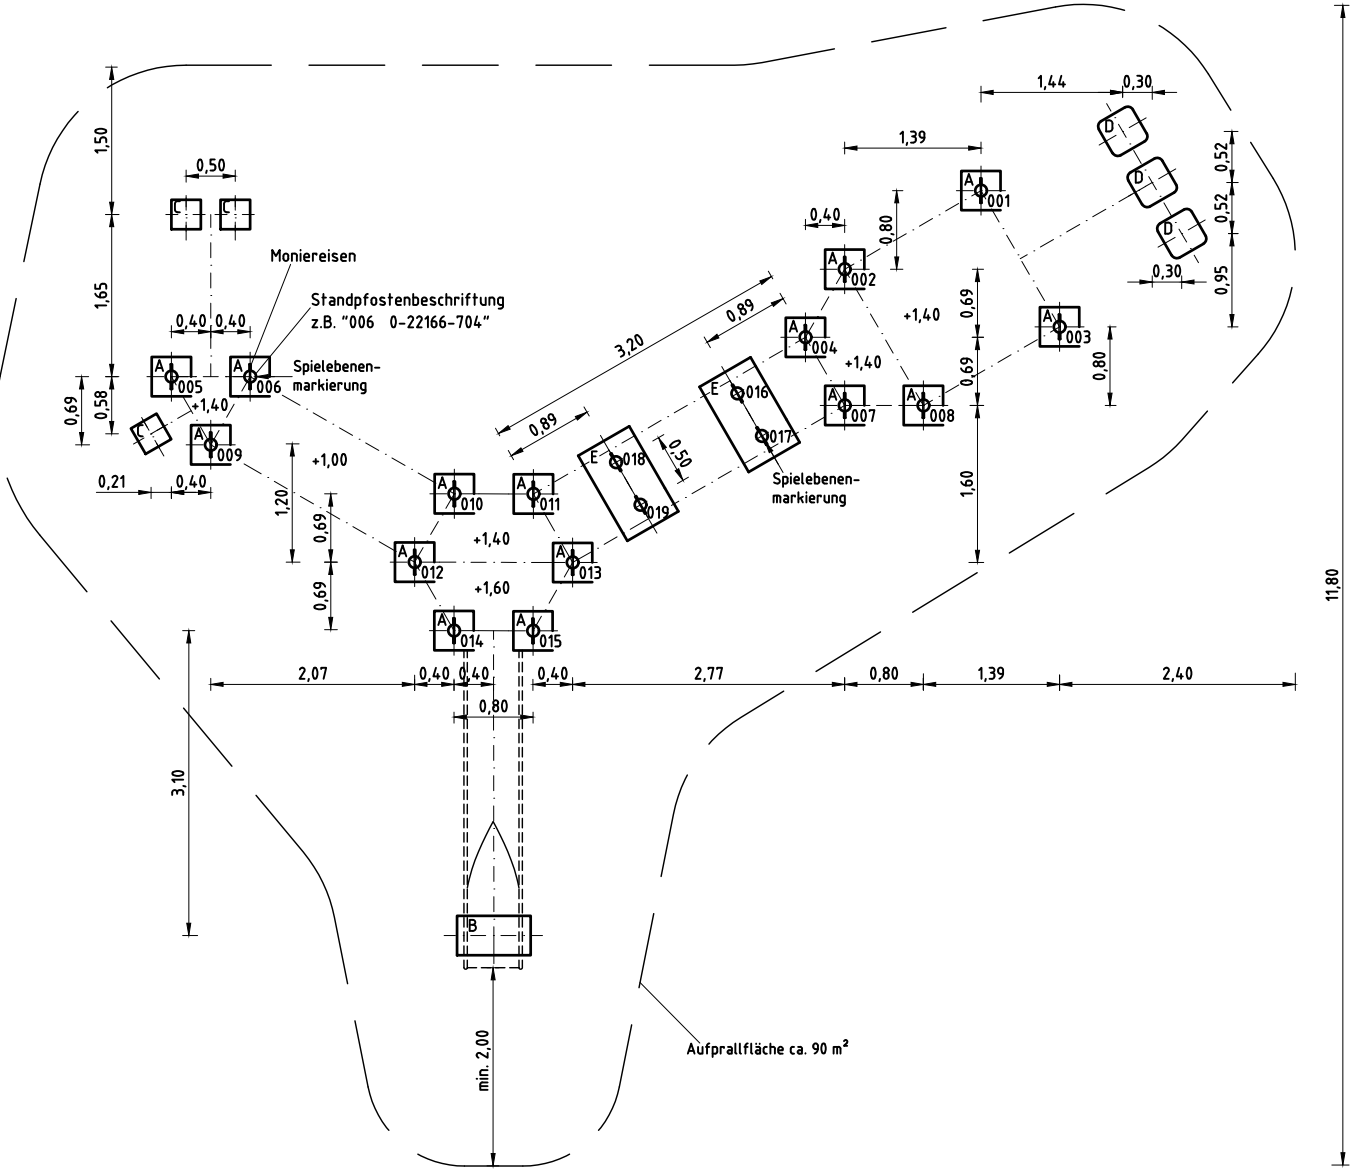 1,44
0,30
D
1,39
1,50
D
0,52
0,50
A
001
0,52
C
C
0,40
0,80
D
Moniereisen
A
002
0,30
0,95
1,65
Standpfostenbeschriftung
z.B. "006 0-22166-704"
0,89
+1,40
0,69
A
003
0,40
0,40
3,20
A
004
A
005
A
006
Spielebenen-
markierung
+1,40
0,69
0,80
0,69
0,58
+1,40
E
016
A
007
A
008
C
A
009
0,89
017
+1,00
E
018
0,50
Spielebenen-
markierung
0,21
0,40
1,20
A
010
A
011
019
1,60
0,69
+1,40
A
012
A
013
11,80
0,69
+1,60
A
014
A
015
2,07
0,40
0,40
0,40
2,77
0,80
1,39
2,40
0,80
3,10
B
min. 2,00
Aufprallfläche ca. 90 m²